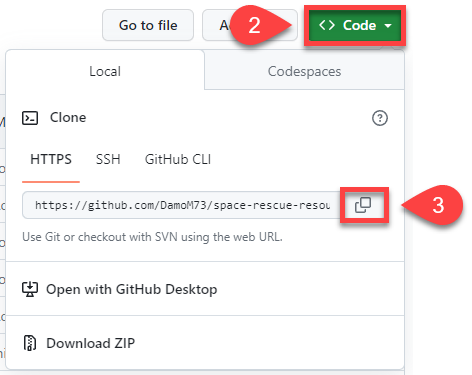 Go to file
2
<> Code
Local
Codespaces
Clone
HTTPS
SSH
GitHub CLI
https://github.com/DamoM73/space-rescue-resou
3
Use Git or checkout with SVN using the web URL.
Open with GitHub Desktop
Download ZIP